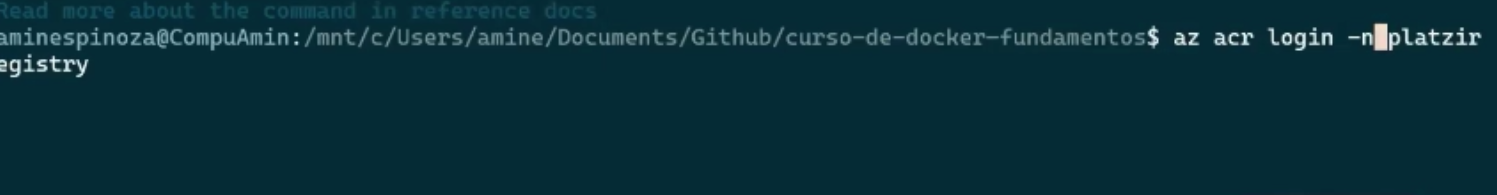 Read more about the command in reference docs
aminespinoza@CompuAmin:/mnt/c/Users/amine/Documents/Github/curso-de-docker-fundamentos$ az acr login -n platzir
egistry